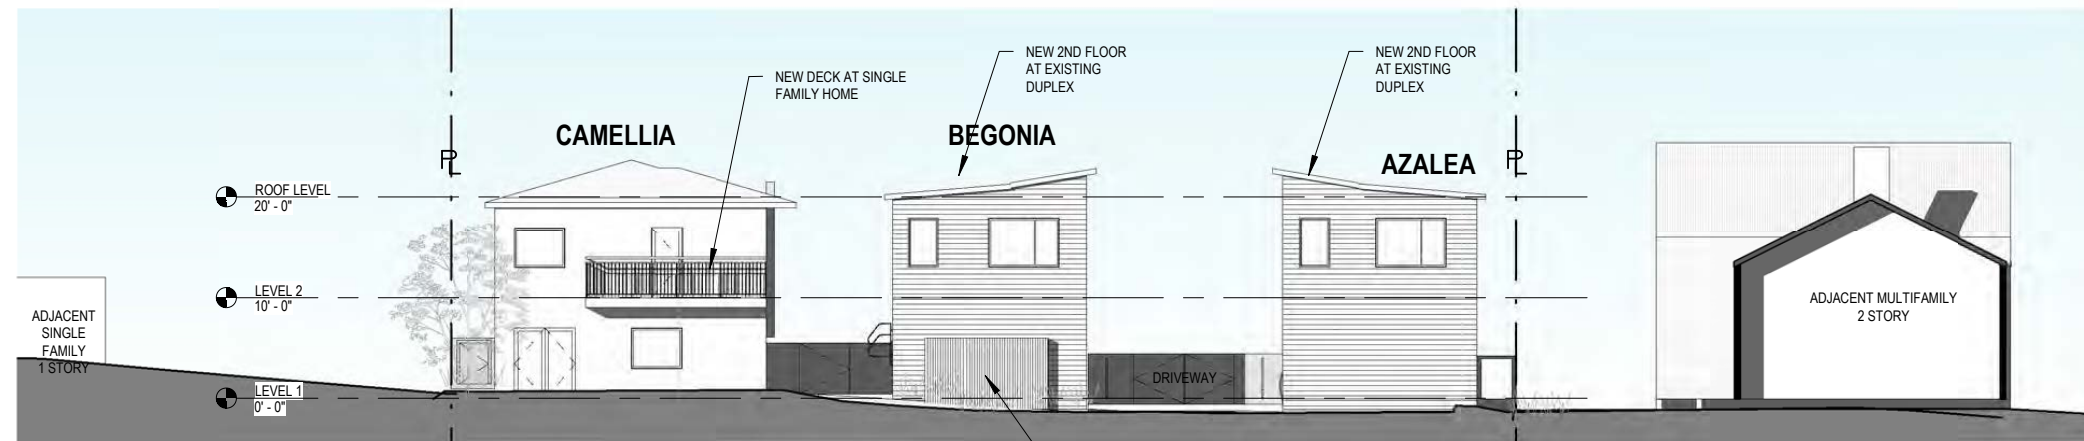 NEW 2ND FLOOR
AT EXISTING
DUPLEX
NEW 2ND FLOOR
AT EXISTING
DUPLEX
NEW DECK AT SINGLE
FAMILY HOME
CAMELLIA
BEGONIA
AZALEA
PL
PL
ROOF LEVEL
20' - 0"
LEVEL 2
10' - 0"
ADJACENT
SINGLE
FAMILY
1 STORY
ADJACENT MULTIFAMILY
2 STORY
DRIVEWAY
LEVEL 1
0' - 0"